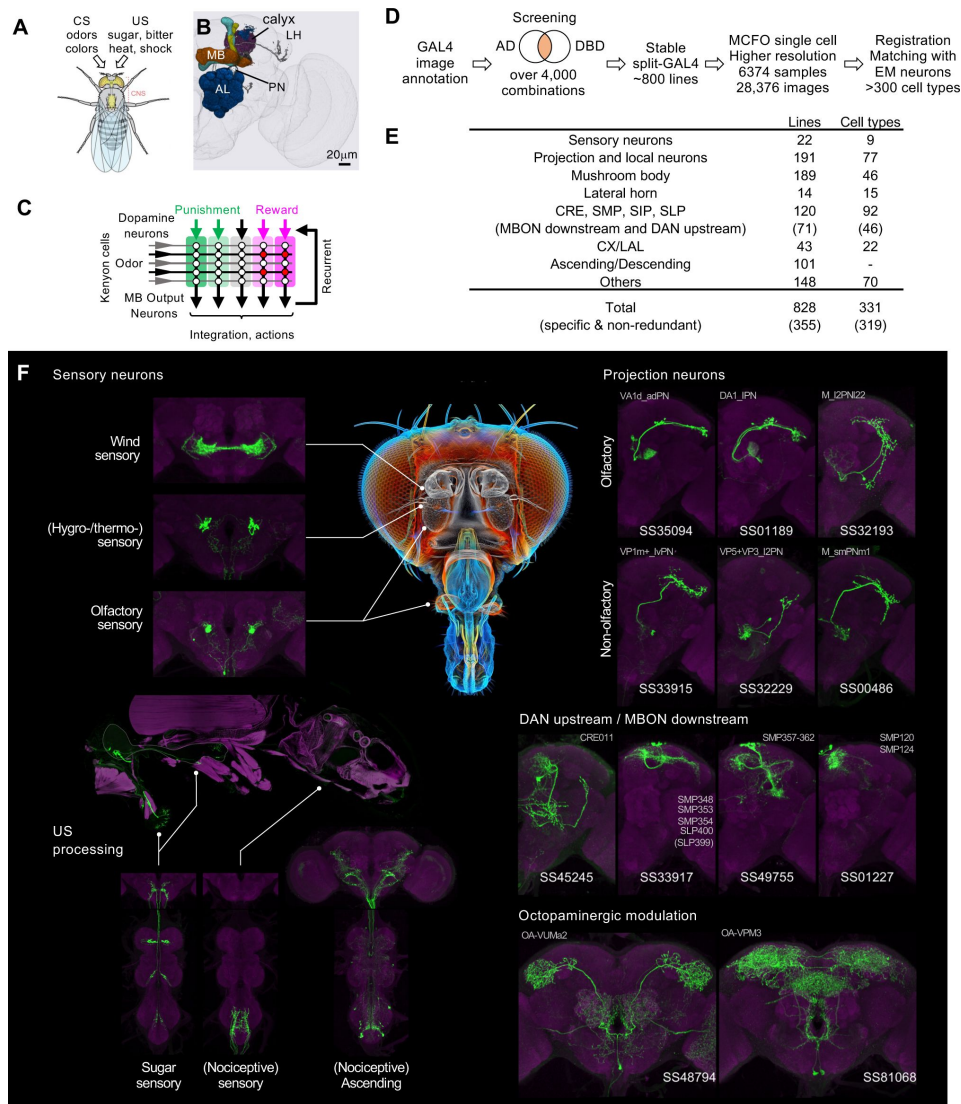 A
CS
odors
colors
US
sugar, bitter
heat, shock
CNS
B
calyx
LH
MB
AL
PN
20μm
C
Punishment
Reward
Dopamine
neurons
Kenyon cells
Odor
Recurrent
MB Output
Neurons
Integration, actions
D
GAL4
image
annotation
Screening
AD
DBD
over 4,000
combinations
Stable
split-GAL4
~800 lines
MCFO single cell
Higher resolution
6374 samples
28,376 images
Registration
Matching with
EM neurons
>300 cell types
E
Lines Cell types
Sensory neurons 22 9
Projection and local neurons 191 77
Mushroom body 189 46
Lateral horn 14 15
CRE, SMP, SIP, SLP 120 92
(MBON downstream and DAN upstream) (71) (46)
CX/LAL 43 22
Ascending/Descending 101 -
Others 148 70
Total 828 331
(specific & non-redundant) (355) (319)
F
Sensory neurons
Wind
sensory
(Hygro-/thermo-)
sensory
Olfactory
sensory
US
processing
Sugar
sensory
(Nociceptive)
sensory
(Nociceptive)
Ascending
Projection neurons
Olfactory
VA1d_adPN
DA1_lPN
M_l2PNl22
SS35094
SS01189
SS32193
Non-olfactory
VP1m+_lvPN
VP5+VP3_l2PN
M_smPNm1
SS33915
SS32229
SS00486
DAN upstream / MBON downstream
CRE011
SS45245
SMP348
SMP353
SMP354
SLP400
(SLP399)
SS33917
SMP357-362
SS49755
SMP120
SMP124
SS01227
Octopaminergic modulation
OA-VUMa2
OA-VPM3
SS48794
SS81068